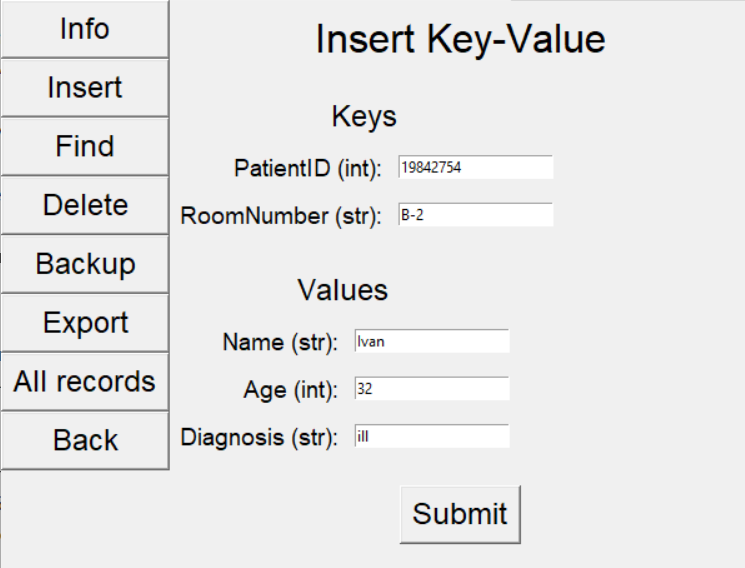 Info
Insert
Find
Delete
Backup
Export
All records
Back
Insert Key-Value
Keys
PatientID (int): 19842754
RoomNumber (str): B-2
Values
Name (str): Ivan
Age (int): 32
Diagnosis (str): ill
Submit